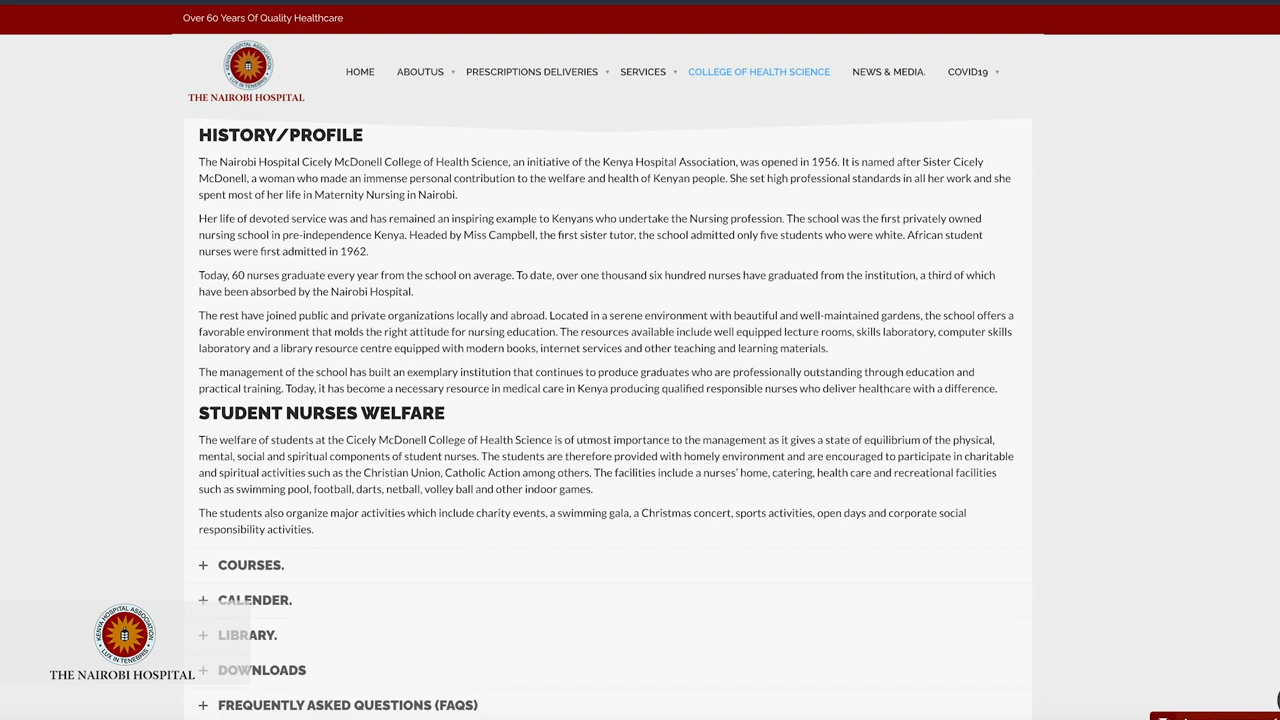 Over 60 Years Of Quality Healthcare
KENYA HOSPITAL ASSOCIATION
LUX IN TENEBRIS
THE NAIROBI HOSPITAL
HOME ABOUTUS PRESCRIPTIONS DELIVERIES SERVICES COLLEGE OF HEALTH SCIENCE NEWS & MEDIA. COVID19
HISTORY/PROFILE
The Nairobi Hospital Cicely McDonell College of Health Science, an initiative of the Kenya Hospital Association, was opened in 1956. It is named after Sister Cicely
McDonell, a woman who made an immense personal contribution to the welfare and health of Kenyan people. She set high professional standards in all her work and she
spent most of her life in Maternity Nursing in Nairobi.
Her life of devoted service was and has remained an inspiring example to Kenyans who undertake the Nursing profession. The school was the first privately owned
nursing school in pre-independence Kenya. Headed by Miss Campbell, the first sister tutor, the school admitted only five students who were white. African student
nurses were first admitted in 1962.
Today, 60 nurses graduate every year from the school on average. To date, over one thousand six hundred nurses have graduated from the institution, a third of which
have been absorbed by the Nairobi Hospital.
The rest have joined public and private organizations locally and abroad. Located in a serene environment with beautiful and well-maintained gardens, the school offers a
favorable environment that molds the right attitude for nursing education. The resources available include well equipped lecture rooms, skills laboratory, computer skills
laboratory and a library resource centre equipped with modern books, internet services and other teaching and learning materials.
The management of the school has built an exemplary institution that continues to produce graduates who are professionally outstanding through education and
practical training. Today, it has become a necessary resource in medical care in Kenya producing qualified responsible nurses who deliver healthcare with a difference.
STUDENT NURSES WELFARE
The welfare of students at the Cicely McDonell College of Health Science is of utmost importance to the management as it gives a state of equilibrium of the physical,
mental, social and spiritual components of student nurses. The students are therefore provided with homely environment and are encouraged to participate in charitable
and spiritual activities such as the Christian Union, Catholic Action among others. The facilities include a nurses' home, catering, health care and recreational facilities
such as swimming pool, football, darts, netball, volley ball and other indoor games.
The students also organize major activities which include charity events, a swimming gala, a Christmas concert, sports activities, open days and corporate social
responsibility activities.
+ COURSES.
+ CALENDER.
+ LIBRARY.
+ DOWNLOADS
+ FREQUENTLY ASKED QUESTIONS (FAQS)
KENYA HOSPITAL ASSOCIATION
LUX IN TENEBRIS
THE NAIROBI HOSPITAL